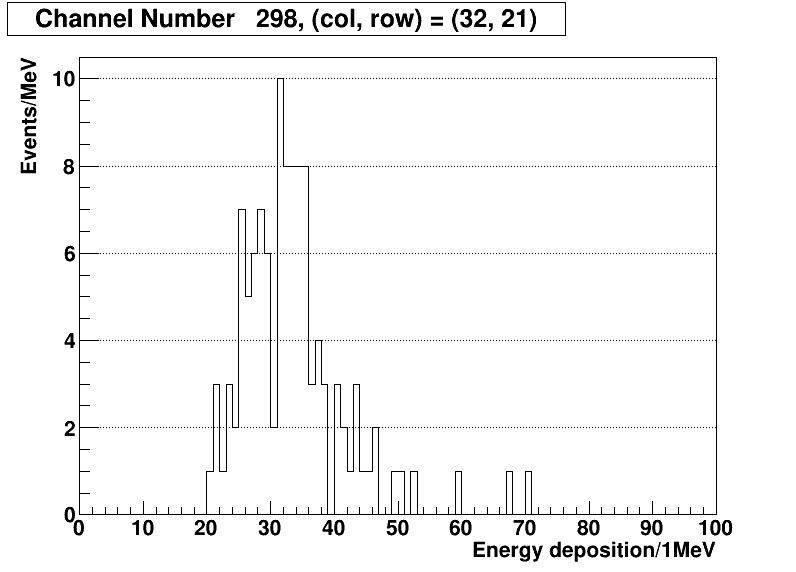 Channel Number   298, (col, row) = (32, 21)
Events/MeV
10
8
6
4
2
0
0 10 20 30 40 50 60 70 80 90 100
Energy deposition/1MeV